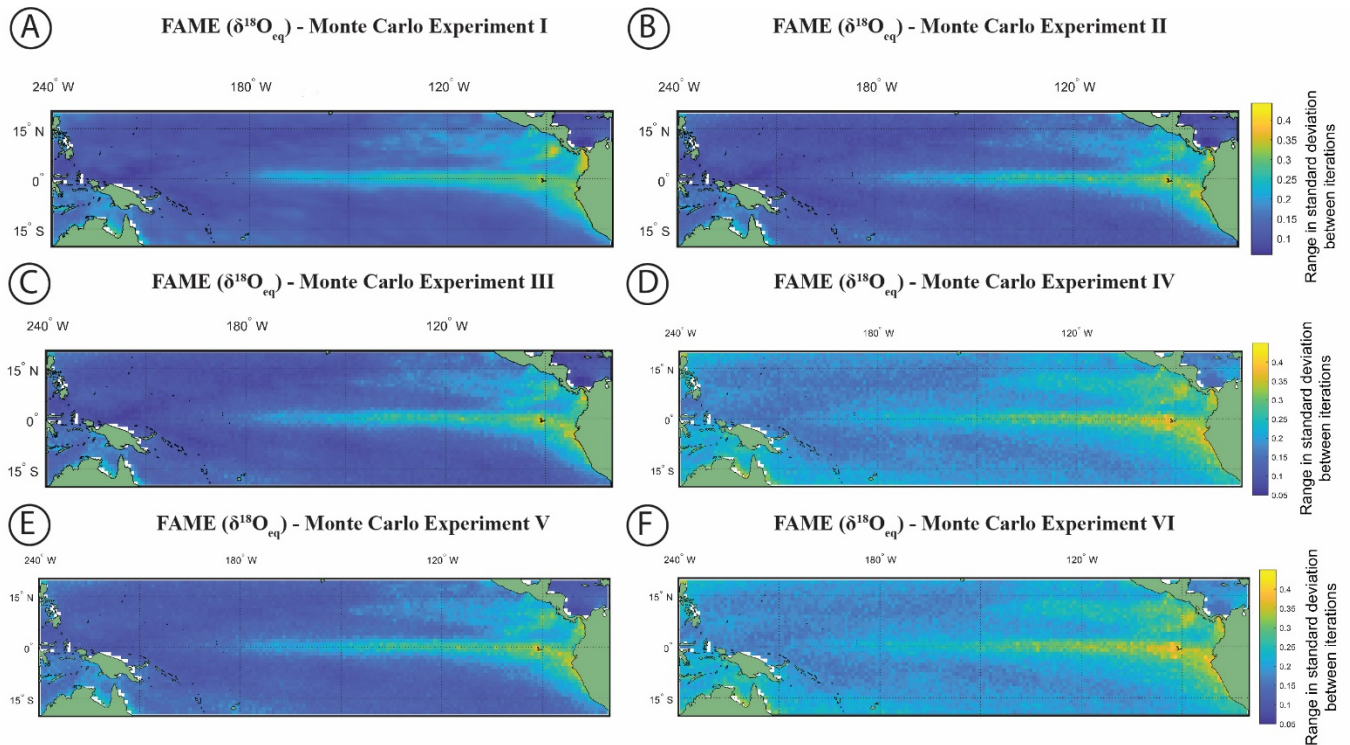 A
FAME (δ¹⁸Oeq) - Monte Carlo Experiment I
B
FAME (δ¹⁸Oeq) - Monte Carlo Experiment II
240° W
180° W
120° W
180° W
120° W
15° N
0°
15° S
15° N
0°
15° S
0.4
0.35
0.3
0.25
0.2
0.15
0.1
Range in standard deviation
between iterations
C
FAME (δ¹⁸Oeq) - Monte Carlo Experiment III
D
FAME (δ¹⁸Oeq) - Monte Carlo Experiment IV
240° W
180° W
120° W
180° W
120° W
15° N
0°
15° S
15° N
0°
15° S
0.4
0.35
0.3
0.25
0.2
0.15
0.1
0.05
Range in standard deviation
between iterations
E
FAME (δ¹⁸Oeq) - Monte Carlo Experiment V
F
FAME (δ¹⁸Oeq) - Monte Carlo Experiment VI
240° W
180° W
120° W
180° W
120° W
15° N
0°
15° S
15° N
0°
15° S
0.4
0.35
0.3
0.25
0.2
0.15
0.1
0.05
Range in standard deviation
between iterations